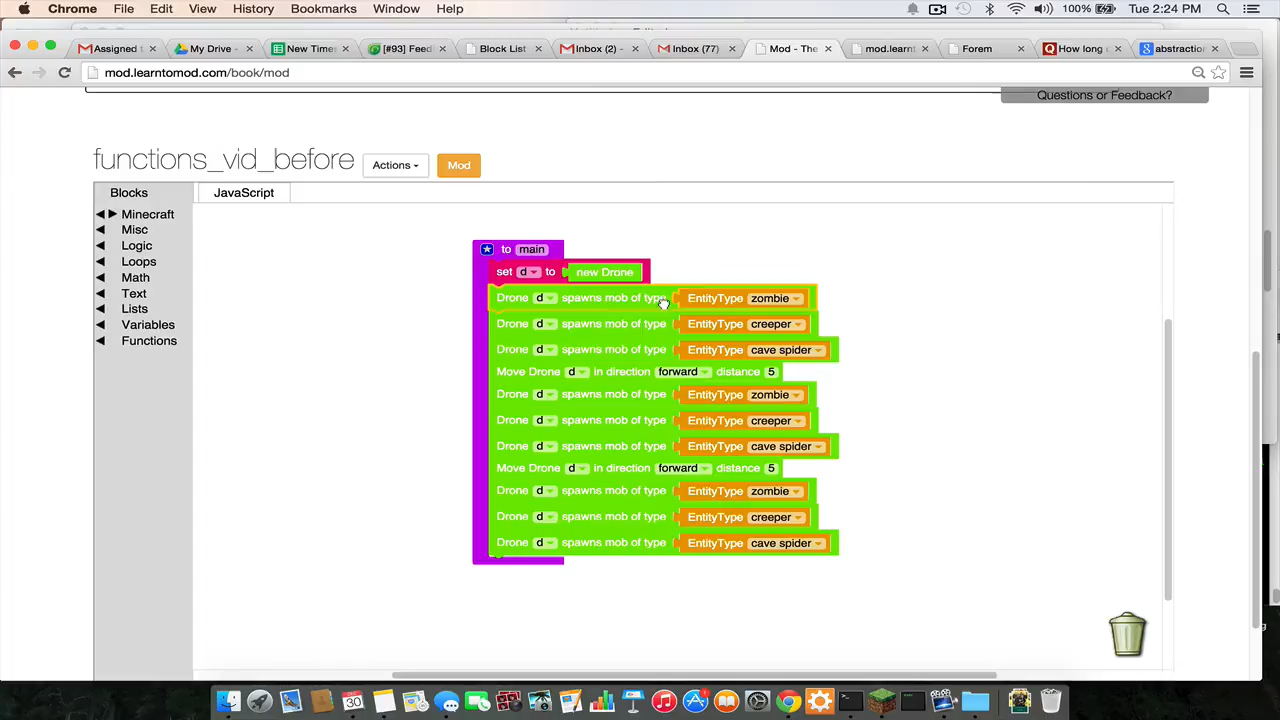 Chrome File Edit View History Bookmarks Window Help 100% Tue 2:24 PM
Assigned t My Drive - New Times [#93] Feed Block List Inbox (2) - Inbox (77) Mod - The mod.learnt Forem How long abstraction
mod.learntomod.com/book/mod
Questions or Feedback?
functions_vid_before Actions Mod
Blocks JavaScript
Minecraft
Misc
Logic
Loops
Math
Text
Lists
Variables
Functions
to main
set d to new Drone
Drone d spawns mob of type EntityType zombie
Drone d spawns mob of type EntityType creeper
Drone d spawns mob of type EntityType cave spider
Move Drone d in direction forward distance 5
Drone d spawns mob of type EntityType zombie
Drone d spawns mob of type EntityType creeper
Drone d spawns mob of type EntityType cave spider
Move Drone d in direction forward distance 5
Drone d spawns mob of type EntityType zombie
Drone d spawns mob of type EntityType creeper
Drone d spawns mob of type EntityType cave spider
30